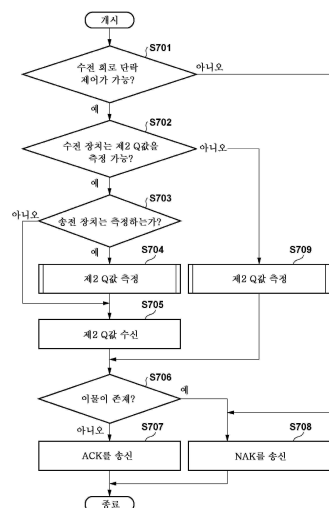 개시
S701
수전 회로 단락
제어가 가능?
아니오
예
S702
수전 장치는 제2 Q값을
측정 가능?
아니오
예
S703
아니오
송전 장치는 측정하는가?
예
S704
제2 Q값 측정
S709
제2 Q값 측정
S705
제2 Q값 수신
S706
이물이 존재?
예
아니오
S707
ACK를 송신
S708
NAK를 송신
종료